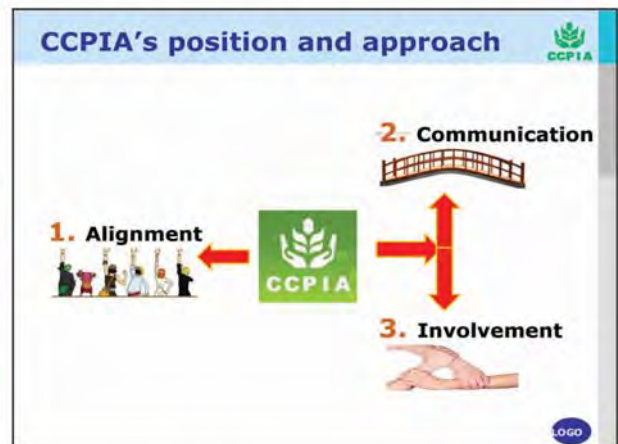 CCPIA's position and approach
CCPIA
2. Communication
1. Alignment
CCPIA
3. Involvement
LOGO